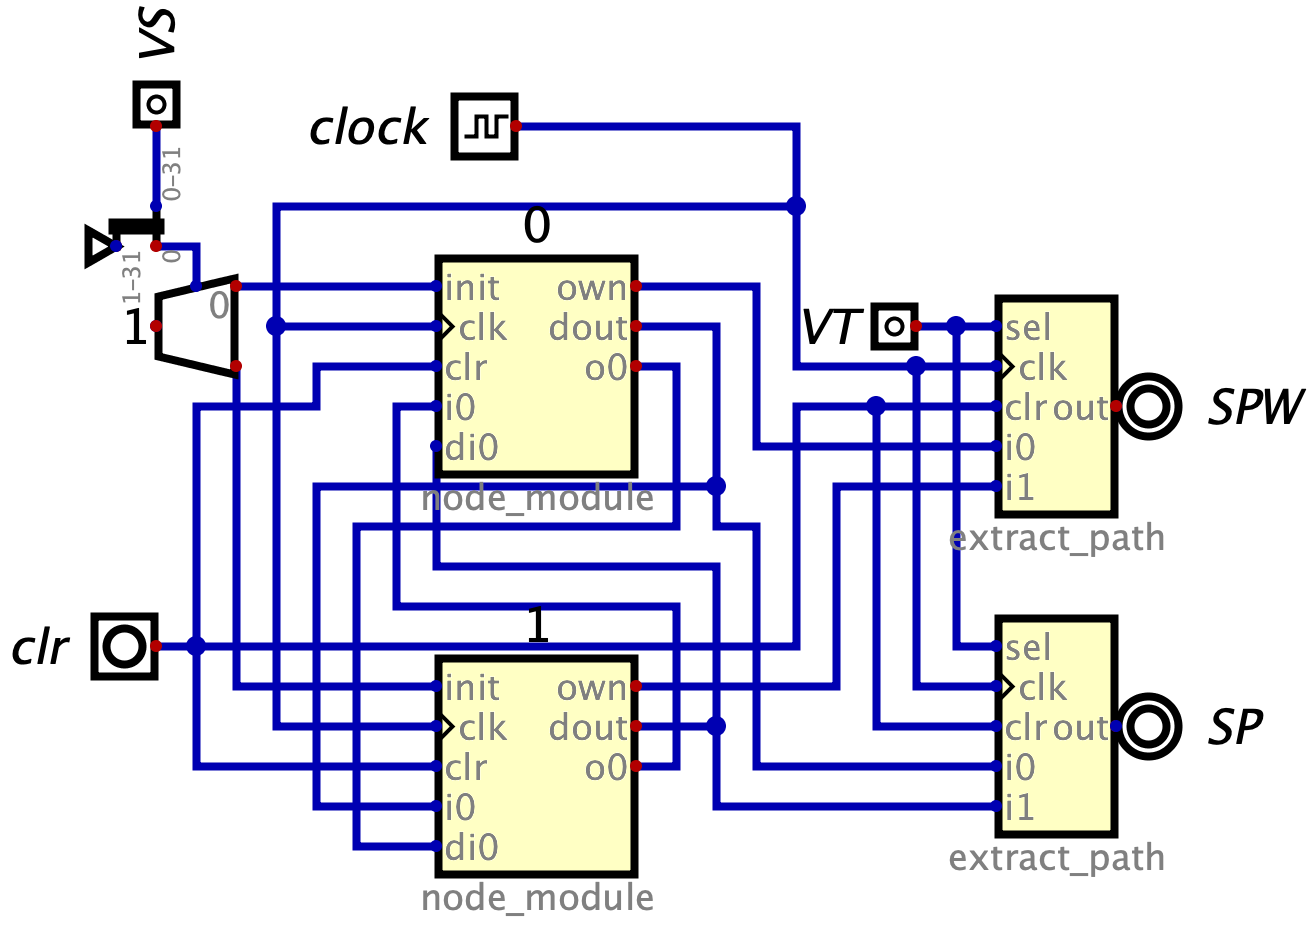 VS
0-31
1-31
0
0
1
clock
0
init
clk
clr
i0
di0
own
dout
o0
node_module
VT
sel
clk
clr
i0
i1
out
extract_path
SPW
clr
1
init
clk
clr
i0
di0
own
dout
o0
node_module
sel
clk
clr
i0
i1
out
extract_path
SP